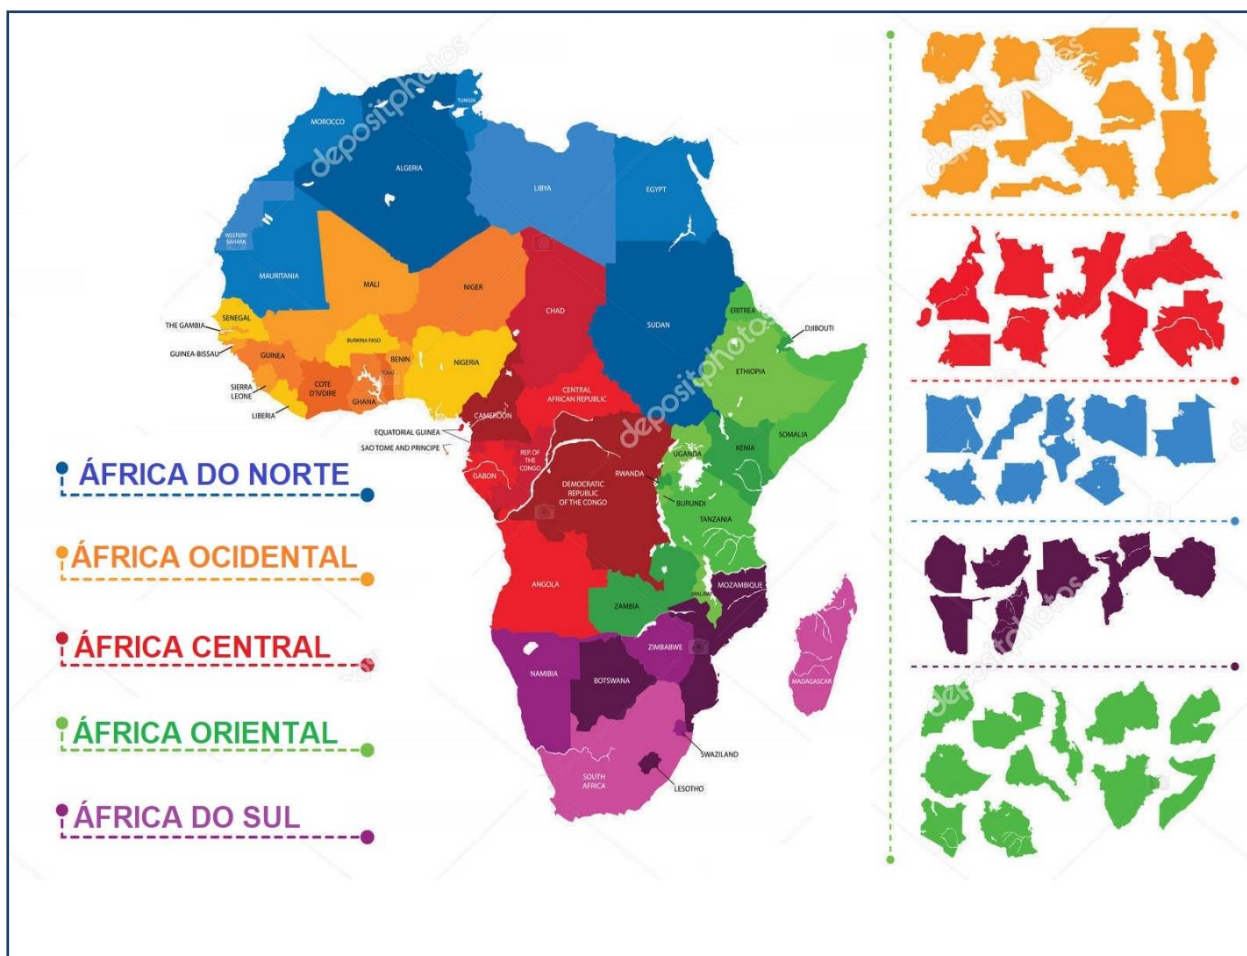 TUNISIA
MOROCCO
ALGERIA
LIBYA
EGYPT
WESTERN
SAHARA
MAURITANIA
MALI
NIGER
CHAD
SUDAN
ERITREA
DJIBOUTI
SENEGAL
THE GAMBIA
GUINEA-BISSAU
GUINEA
BURKINA FASO
BENIN
TOGO
NIGERIA
ETHIOPIA
SIERRA
LEONE
COTE
D'IVOIRE
GHANA
LIBERIA
CENTRAL
AFRICAN REPUBLIC
CAMEROON
EQUATORIAL GUINEA
SAO TOME AND PRINCIPE
SOMALIA
UGANDA
KENIA
REP. OF
THE
CONGO
GABON
RWANDA
DEMOCRATIC
REPUBLIC
OF THE CONGO
BURUNDI
TANZANIA
ANGOLA
ZAMBIA
MALAWI
MOZAMBIQUE
ZIMBABWE
NAMIBIA
BOTSWANA
MADAGASCAR
SWAZILAND
SOUTH
AFRICA
LESOTHO
ÁFRICA DO NORTE
ÁFRICA OCIDENTAL
ÁFRICA CENTRAL
ÁFRICA ORIENTAL
ÁFRICA DO SUL
depositphotos
depositphotos
depositphotos
depositphotos